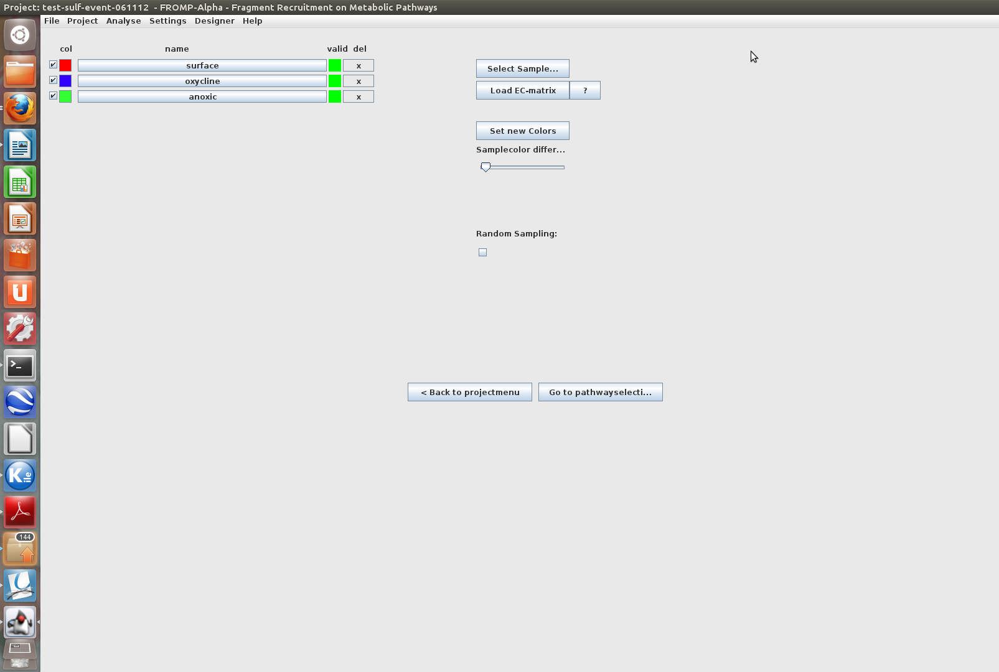 Project: test-sulf-event-061112 - FROMP-Alpha - Fragment Recruitment on Metabolic Pathways
File Project Analyse Settings Designer Help
col name valid del
surface x
oxycline x
anoxic x
Select Sample...
Load EC-matrix ?
Set new Colors
Samplecolor differ...
Random Sampling:
< Back to projectmenu Go to pathwayselecti...
>_
K ile
144